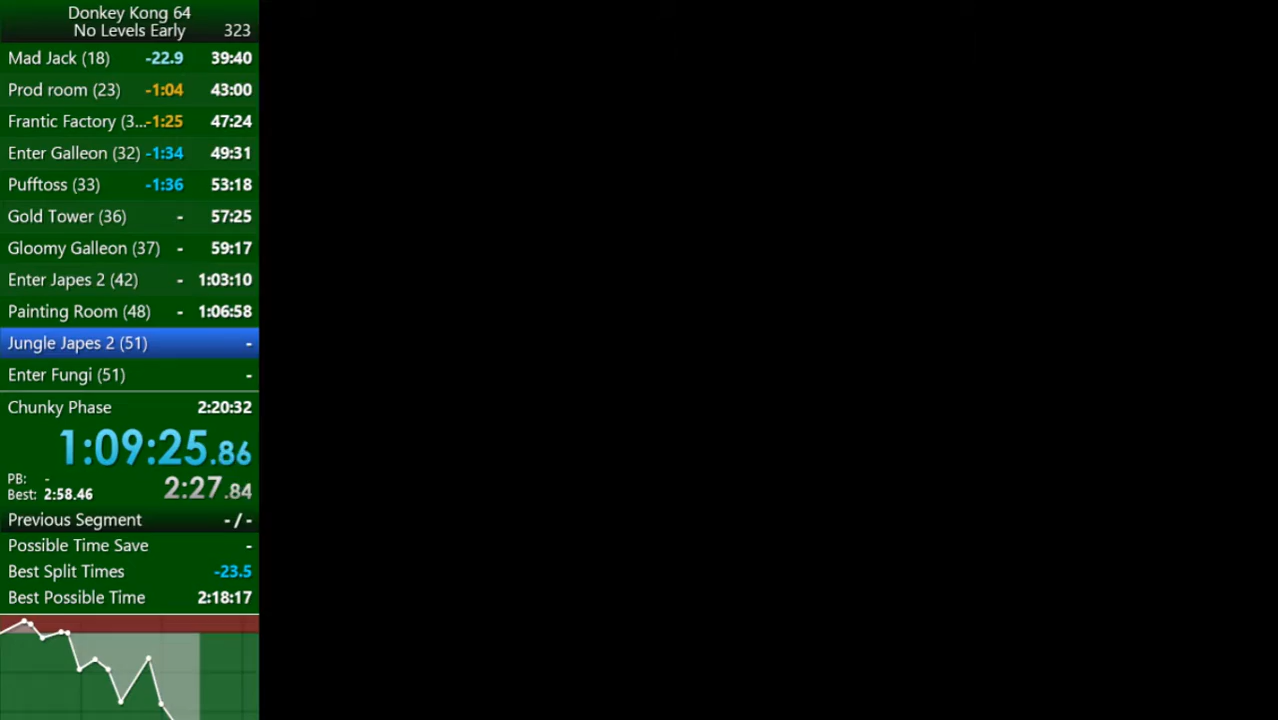 Donkey Kong 64
No Levels Early 323
Mad Jack (18) -22.9 39:40
Prod room (23) -1:04 43:00
Frantic Factory (3... -1:25 47:24
Enter Galleon (32) -1:34 49:31
Pufftoss (33) -1:36 53:18
Gold Tower (36) - 57:25
Gloomy Galleon (37) - 59:17
Enter Japes 2 (42) - 1:03:10
Painting Room (48) - 1:06:58
Jungle Japes 2 (51) -
Enter Fungi (51) -
Chunky Phase 2:20:32
1:09:25.86
PB: -
Best: 2:58.46 2:27.84
Previous Segment - / -
Possible Time Save -
Best Split Times -23.5
Best Possible Time 2:18:17